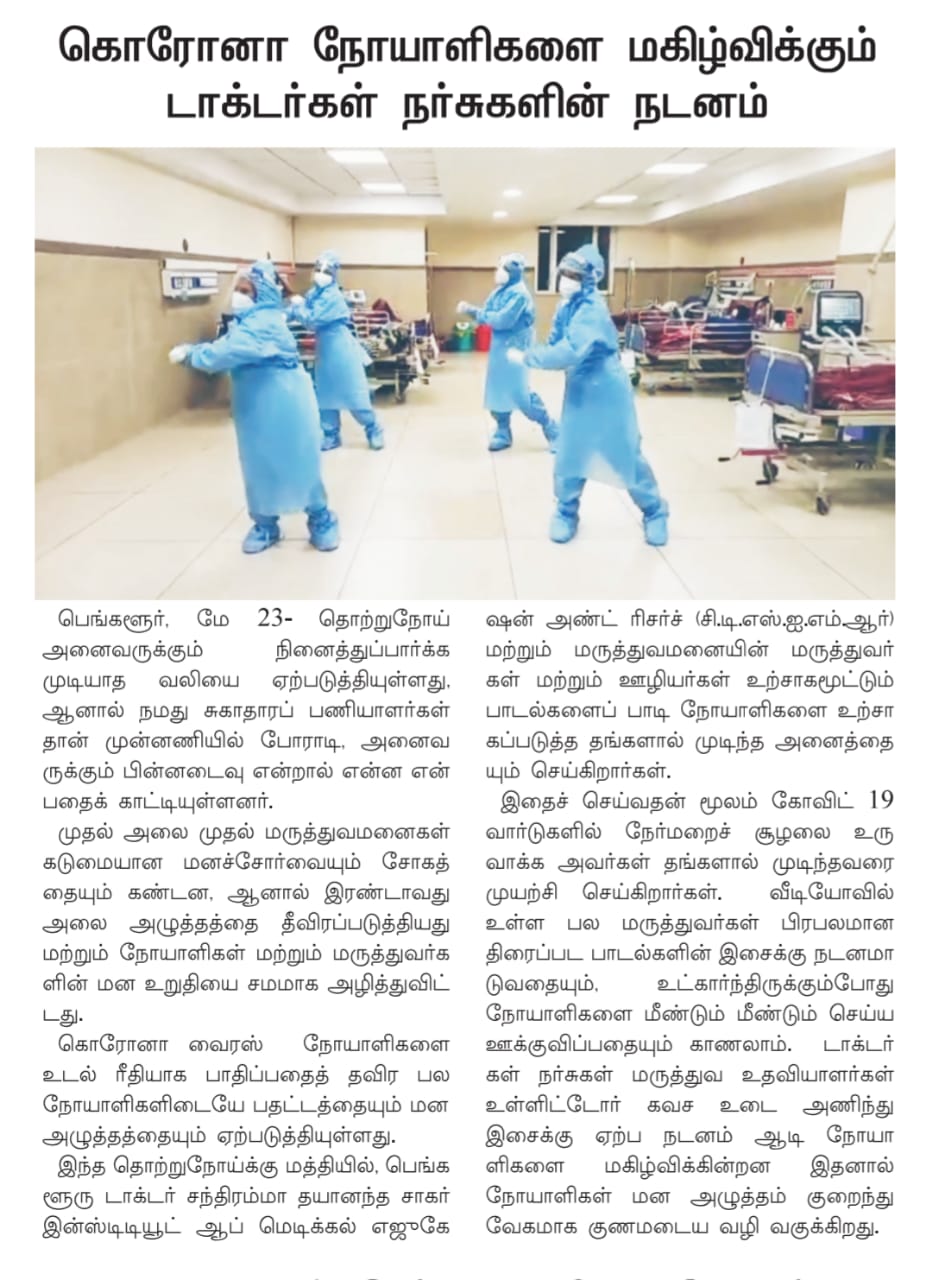 கொரோனா நோயாளிகளை மகிழ்விக்கும்
டாக்டர்கள் நர்சுகளின் நடனம்
பெங்களூர், மே 23- தொற்றுநோய்
அனைவருக்கும் நினைத்துப்பார்க்க
முடியாத வலியை ஏற்படுத்தியுள்ளது,
ஆனால் நமது சுகாதாரப் பணியாளர்கள்
தான் முன்னணியில் போராடி, அனைவ
ருக்கும் பின்னடைவு என்றால் என்ன என்
பதைக் காட்டியுள்ளனர்.
முதல் அலை முதல் மருத்துவமனைகள்
கடுமையான மனச்சோர்வையும் சோகத்
தையும் கண்டன, ஆனால் இரண்டாவது
அலை அழுத்தத்தை தீவிரப்படுத்தியது
மற்றும் நோயாளிகள் மற்றும் மருத்துவர்க
ளின் மன உறுதியை சமமாக அழித்துவிட்
டது.
கொரோனா வைரஸ் நோயாளிகளை
உடல் ரீதியாக பாதிப்பதைத் தவிர பல
நோயாளிகளிடையே பதட்டத்தையும் மன
அழுத்தத்தையும் ஏற்படுத்தியுள்ளது.
இந்த தொற்றுநோய்க்கு மத்தியில், பெங்க
ளூரு டாக்டர் சந்திரம்மா தயானந்த சாகர்
இன்ஸ்டிடியூட் ஆப் மெடிக்கல் எஜுகே
ஷன் அண்ட் ரிசர்ச் (சி.டி.எஸ்.ஐ.எம்.ஆர்)
மற்றும் மருத்துவமனையின் மருத்துவர்
கள் மற்றும் ஊழியர்கள் உற்சாகமூட்டும்
பாடல்களைப் பாடி நோயாளிகளை உற்சா
கப்படுத்த தங்களால் முடிந்த அனைத்தை
யும் செய்கிறார்கள்.
இதைச் செய்வதன் மூலம் கோவிட் 19
வார்டுகளில் நேர்மறைச் சூழலை உரு
வாக்க அவர்கள் தங்களால் முடிந்தவரை
முயற்சி செய்கிறார்கள். வீடியோவில்
உள்ள பல மருத்துவர்கள் பிரபலமான
திரைப்பட பாடல்களின் இசைக்கு நடனமா
டுவதையும், உட்கார்ந்திருக்கும்போது
நோயாளிகளை மீண்டும் மீண்டும் செய்ய
ஊக்குவிப்பதையும் காணலாம். டாக்டர்
கள் நர்சுகள் மருத்துவ உதவியாளர்கள்
உள்ளிட்டோர் கவச உடை அணிந்து
இசைக்கு ஏற்ப நடனம் ஆடி நோயா
ளிகளை மகிழ்விக்கின்றன இதனால்
நோயாளிகள் மன அழுத்தம் குறைந்து
வேகமாக குணமடைய வழி வகுக்கிறது.